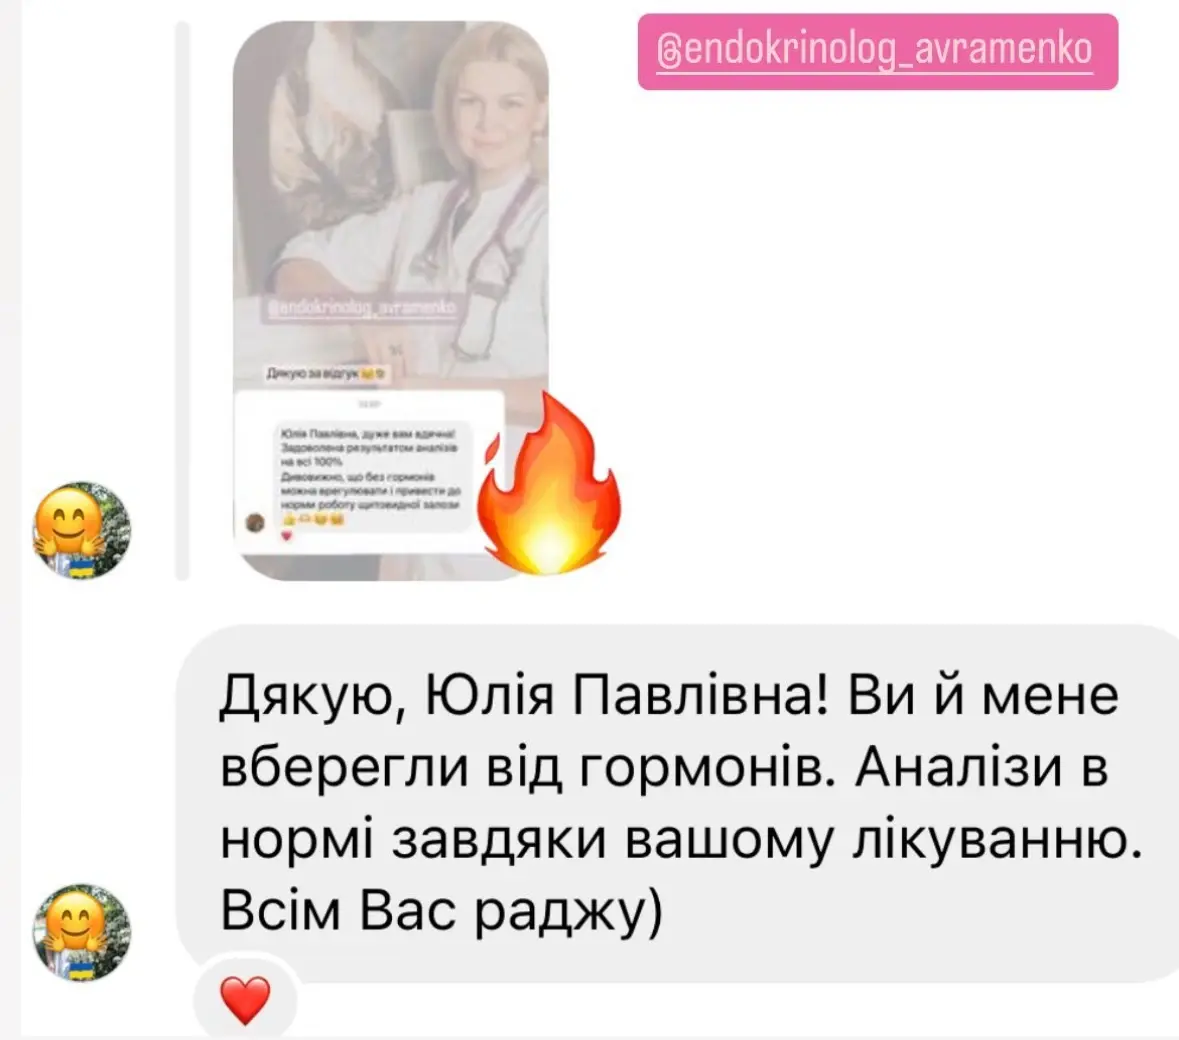 @endokrinolog_avramenko
@endokrinolog_avramenko
Дякую за відгук
Юлія Павлівна, дуже вам вдячна!
Задоволена результатом аналізів
на всі 100%
Дивовижно, що без гормонів
можна врегулювати і привести до
норми роботу щитовидної залози
Дякую, Юлія Павлівна! Ви й мене
вберегли від гормонів. Аналізи в
нормі завдяки вашому лікуванню.
Всім Вас раджу)